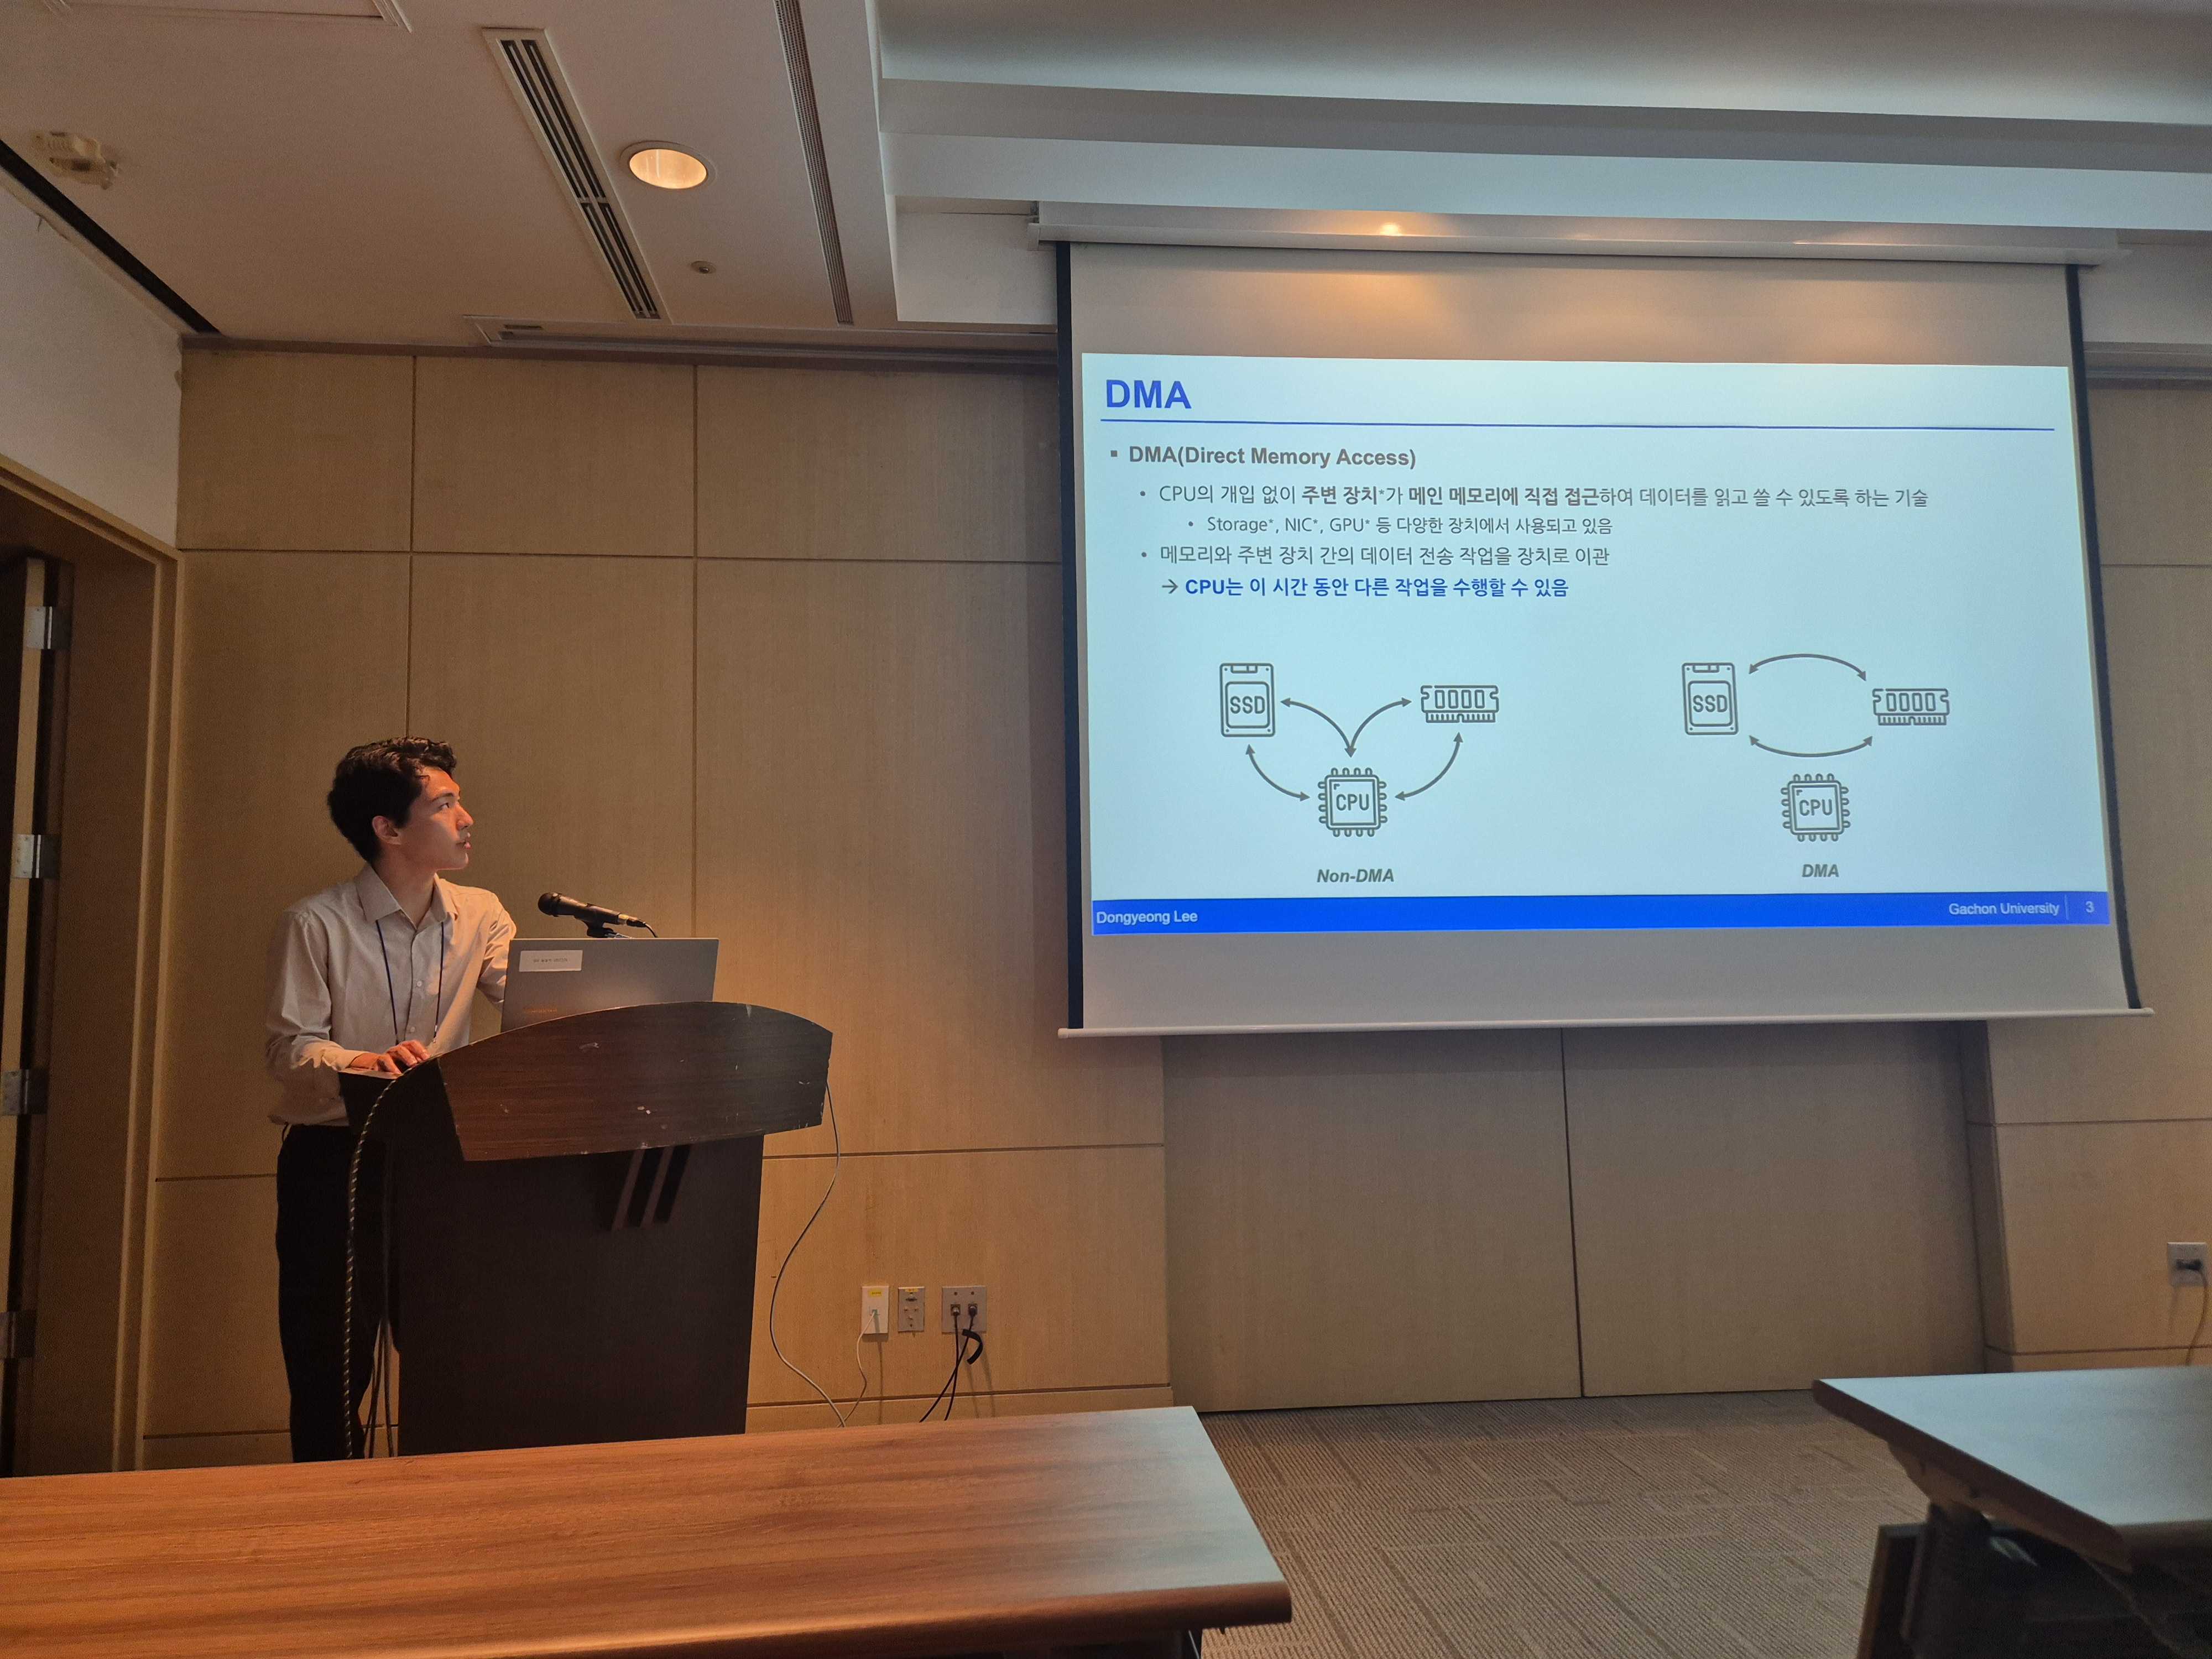 DMA
▪ DMA(Direct Memory Access)
• CPU의 개입 없이 주변 장치*가 메인 메모리에 직접 접근하여 데이터를 읽고 쓸 수 있도록 하는 기술
• Storage*, NIC*, GPU* 등 다양한 장치에서 사용되고 있음
• 메모리와 주변 장치 간의 데이터 전송 작업을 장치로 이관
→ CPU는 이 시간 동안 다른 작업을 수행할 수 있음
SSD
SSD
CPU
CPU
Non-DMA
DMA
Dongyeong Lee
Gachon University
3